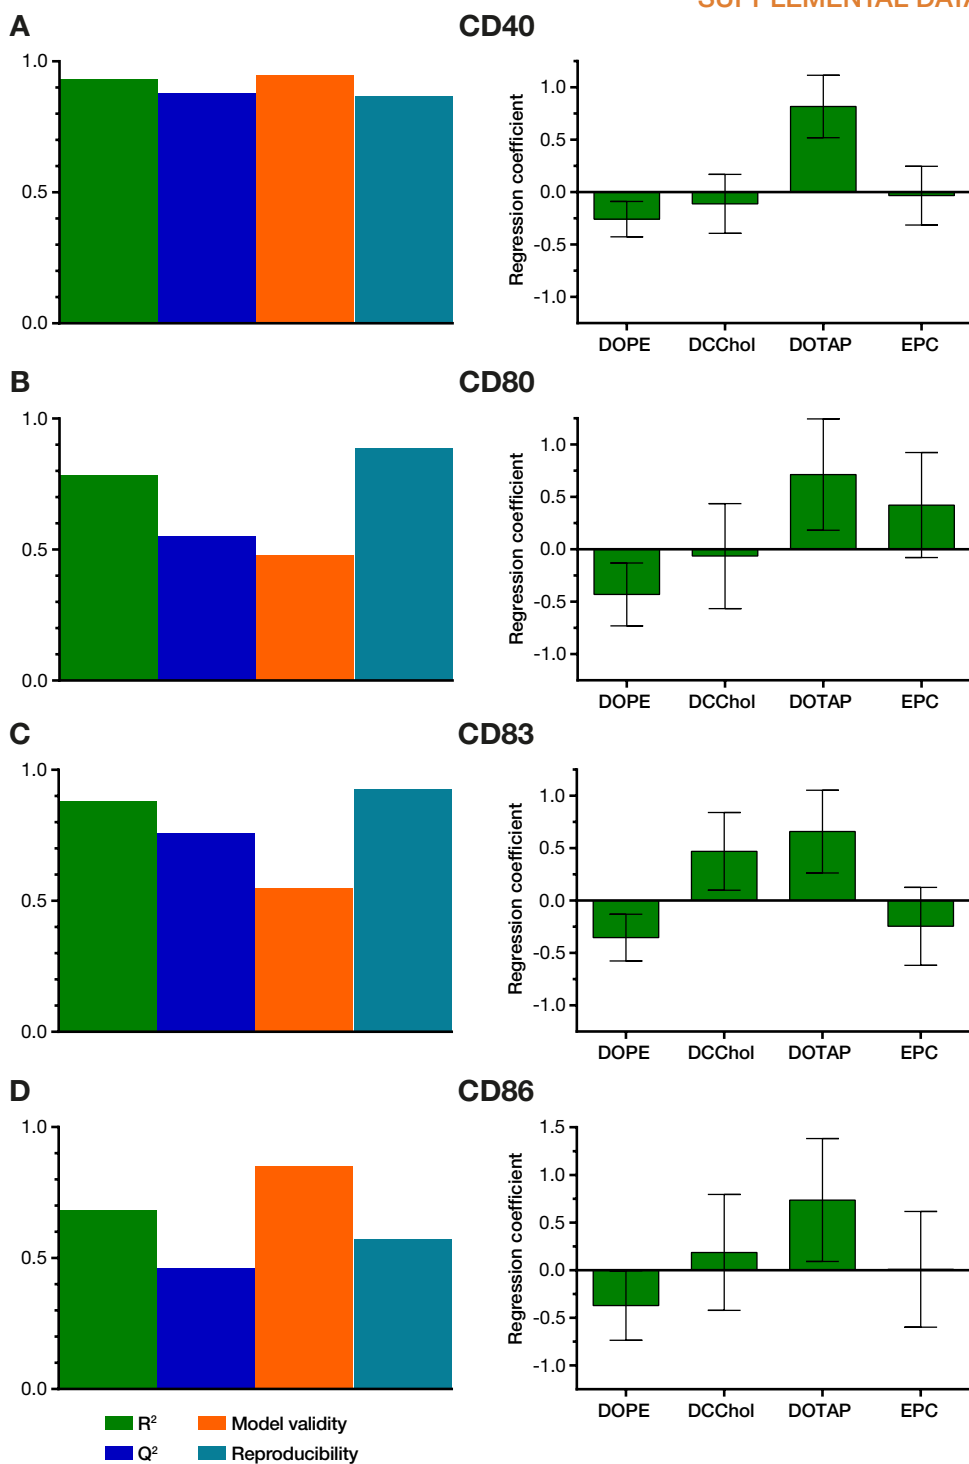 SUPPLEMENTAL DATA
A
CD40
1.0
0.5
0.0
Regression coefficient
1.0
0.5
0.0
-0.5
-1.0
DOPE DCChol DOTAP EPC
B
CD80
1.0
0.5
0.0
Regression coefficient
1.0
0.5
0.0
-0.5
-1.0
DOPE DCChol DOTAP EPC
C
CD83
1.0
0.5
0.0
Regression coefficient
1.0
0.5
0.0
-0.5
-1.0
DOPE DCChol DOTAP EPC
D
CD86
1.0
0.5
0.0
Regression coefficient
1.5
1.0
0.5
0.0
-0.5
-1.0
DOPE DCChol DOTAP EPC
R² Model validity
Q² Reproducibility